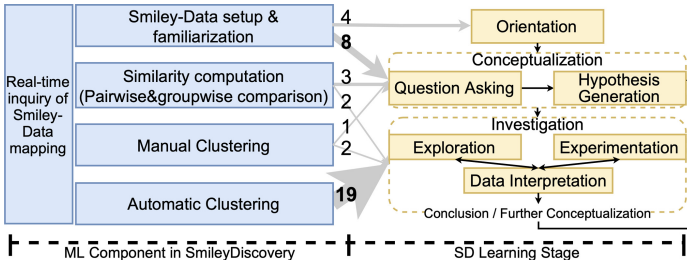 Real-time
inquiry of
Smiley-
Data
mapping
Smiley-Data setup &
familiarization
Similarity computation
(Pairwise&groupwise comparison)
Manual Clustering
Automatic Clustering
4
8
3
2
1
2
19
Orientation
Conceptualization
Question Asking
Hypothesis
Generation
Investigation
Exploration
Experimentation
Data Interpretation
Conclusion / Further Conceptualization
ML Component in SmileyDiscovery
SD Learning Stage